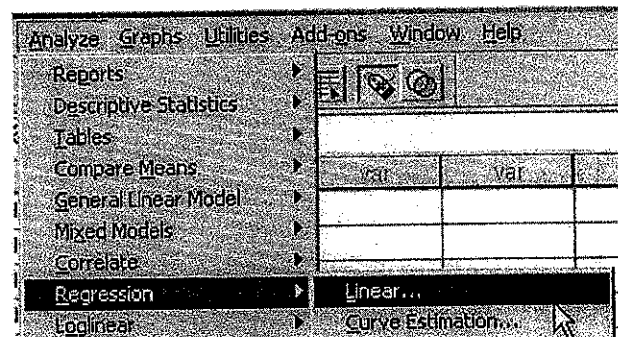 Analyze Graphs Utilities Add-ons Window Help
Reports
Descriptive Statistics
Tables
Compare Means
var var
General Linear Model
Mixed Models
Correlate
Regression Linear...
Loglinear Curve Estimation...